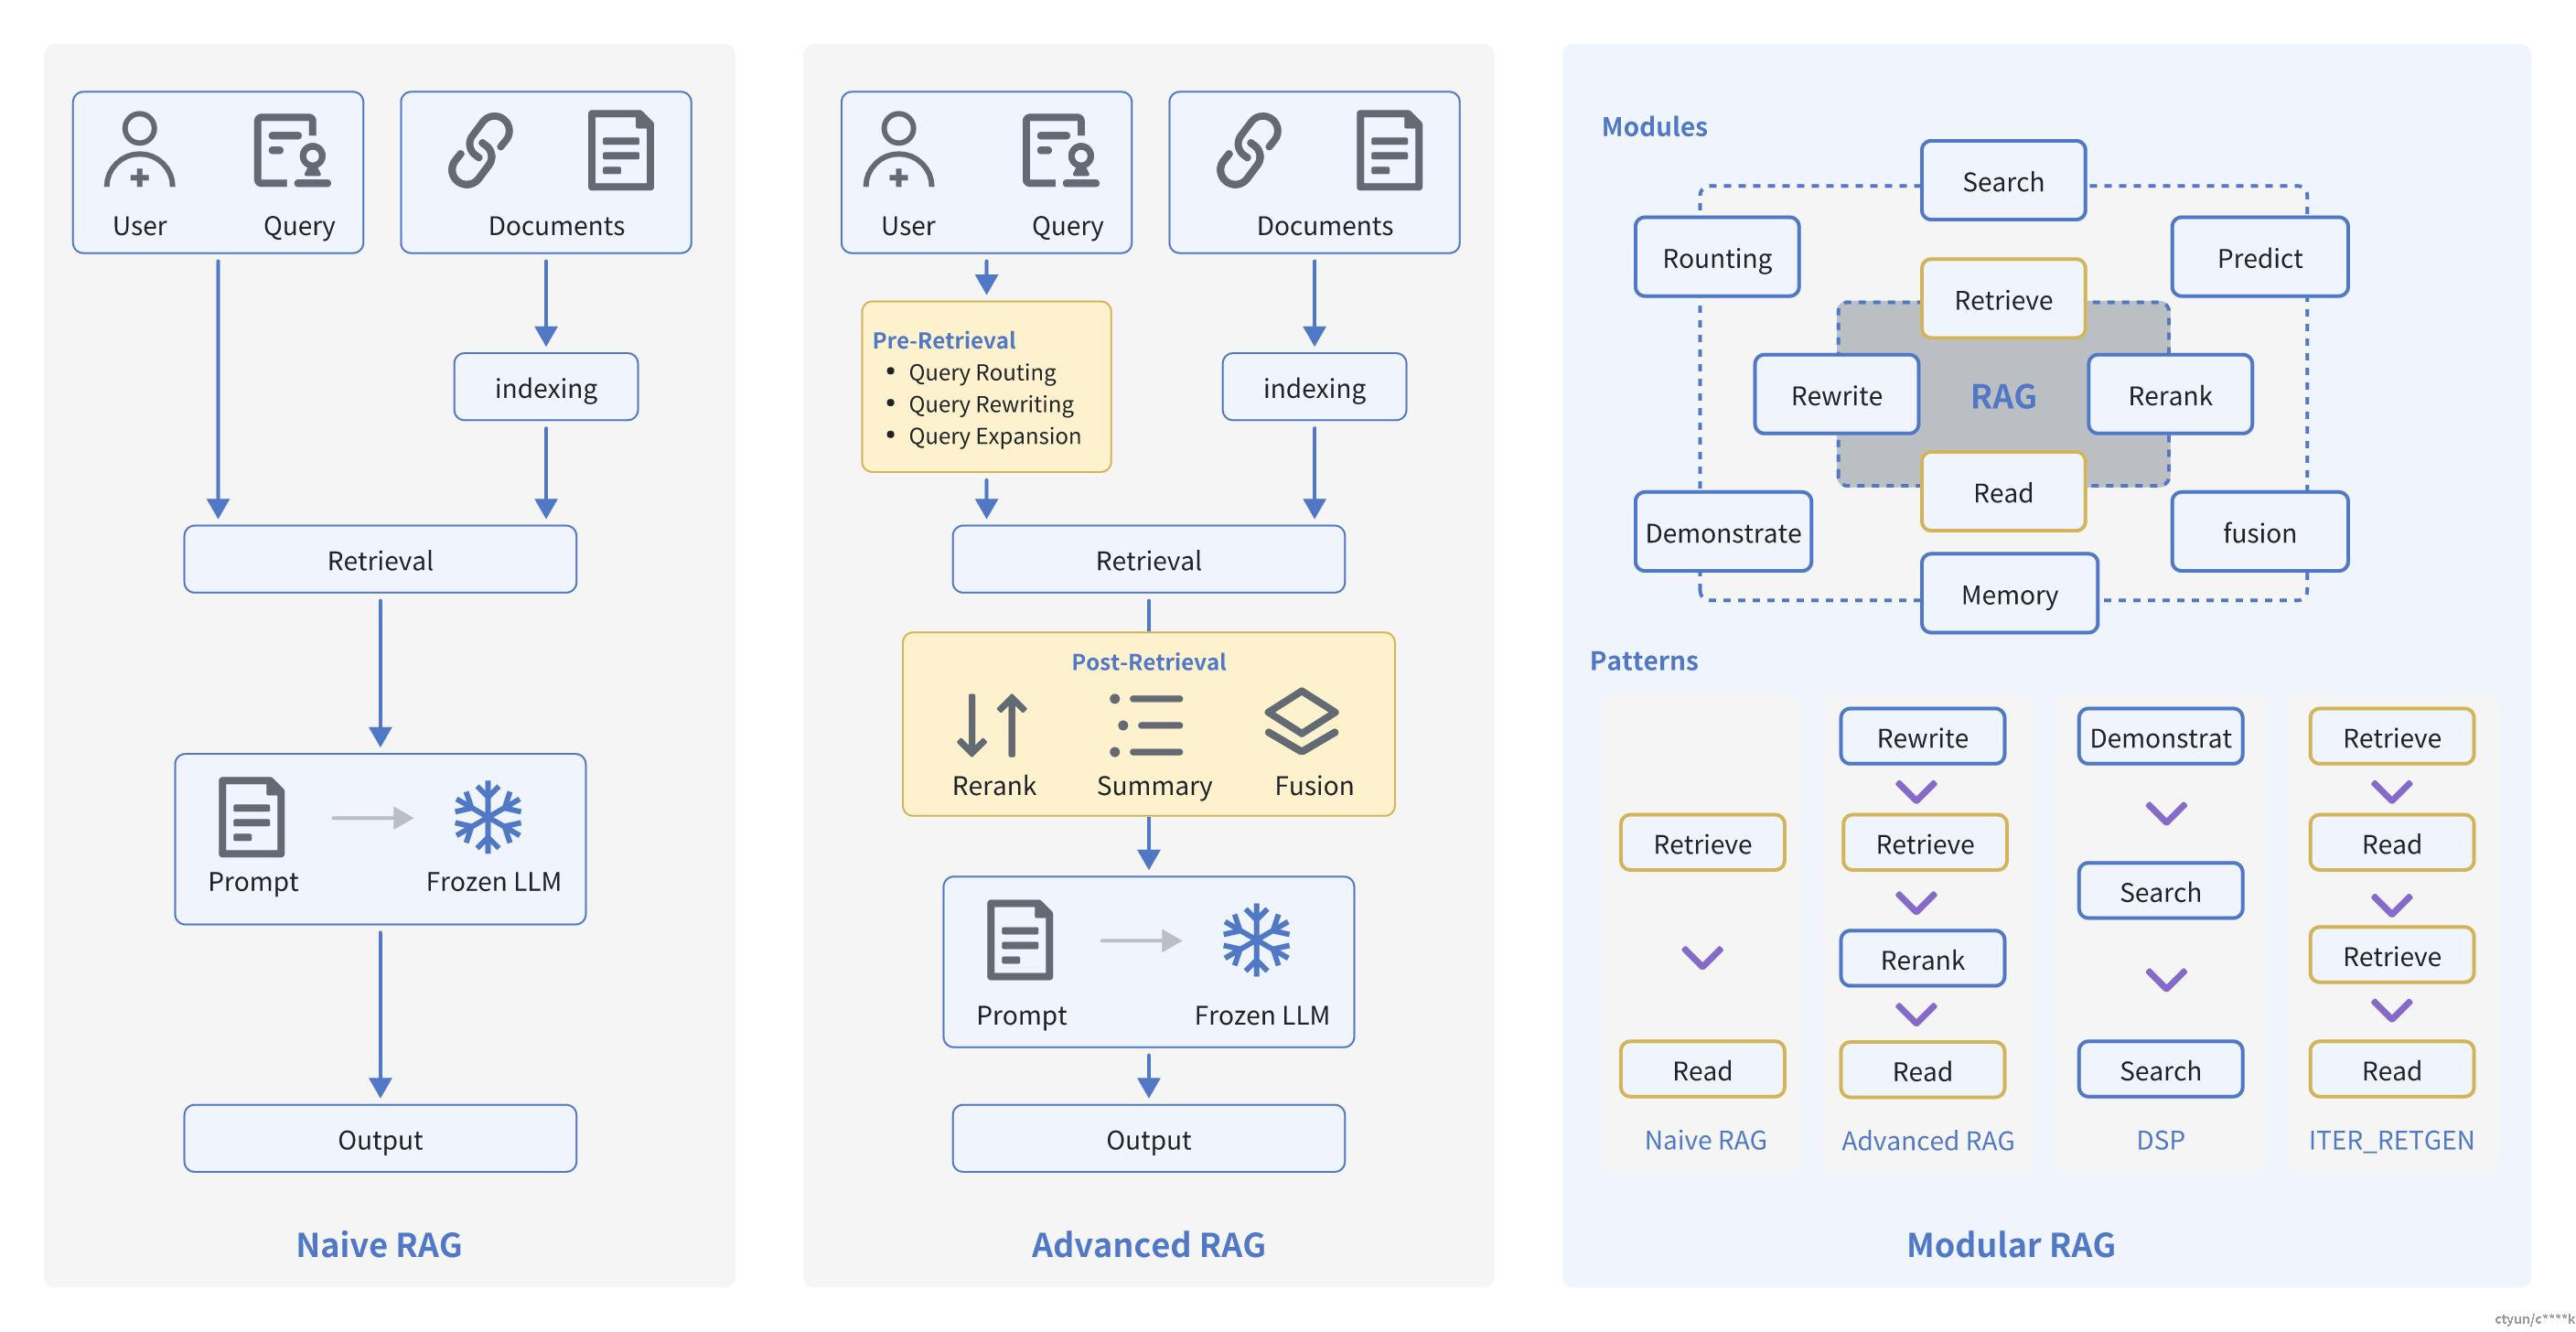 User
Query
Documents
indexing
Retrieval
Prompt
Frozen LLM
Output
Naive RAG
User
Query
Documents
Pre-Retrieval
• Query Routing
• Query Rewriting
• Query Expansion
indexing
Retrieval
Post-Retrieval
Rerank
Summary
Fusion
Prompt
Frozen LLM
Output
Advanced RAG
Modules
Search
Rounting
Predict
Retrieve
Rewrite
RAG
Rerank
Read
Demonstrate
fusion
Memory
Patterns
Retrieve
Read
Naive RAG
Rewrite
Retrieve
Rerank
Read
Advanced RAG
Demonstrat
Search
Search
DSP
Retrieve
Read
Retrieve
Read
ITER_RETGEN
Modular RAG
ctyun/c****k